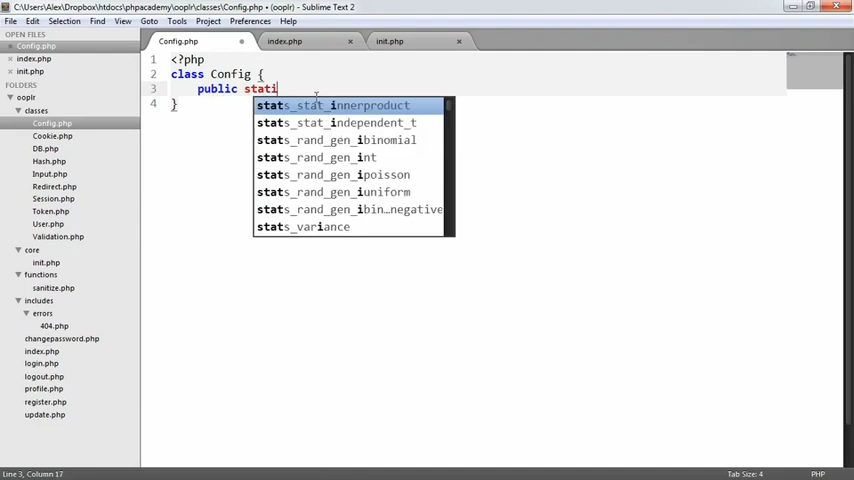 C:\Users\Alex\Dropbox\htdocs\phpacademy\ooplr\classes\Config.php • (ooplr) - Sublime Text 2
File Edit Selection Find View Goto Tools Project Preferences Help
OPEN FILES
Config.php
index.php
init.php
FOLDERS
ooplr
classes
Config.php
Cookie.php
DB.php
Hash.php
Input.php
Redirect.php
Session.php
Token.php
User.php
Validation.php
core
init.php
functions
sanitize.php
includes
errors
404.php
changepassword.php
index.php
login.php
logout.php
profile.php
register.php
update.php
Config.php index.php init.php
1 <?php
2 class Config {
3 public stati
4 }
stats_stat_innerproduct
stats_stat_independent_t
stats_rand_gen_ibinomial
stats_rand_gen_int
stats_rand_gen_ipoisson
stats_rand_gen_iuniform
stats_rand_gen_ibin…negative
stats_variance
Line 3, Column 17 Tab Size: 4 PHP